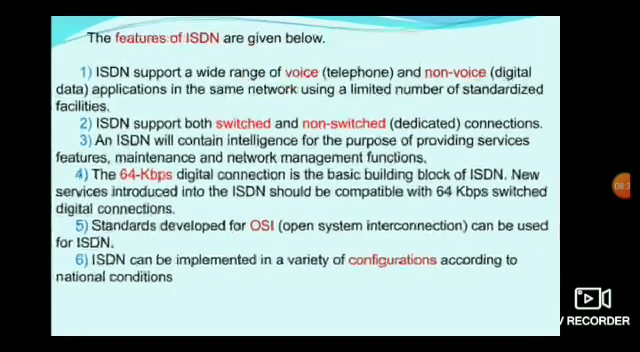 The features of ISDN are given below.
1) ISDN support a wide range of voice (telephone) and non-voice (digital
data) applications in the same network using a limited number of standardized
facilities.
2) ISDN support both switched and non-switched (dedicated) connections.
3) An ISDN will contain intelligence for the purpose of providing services
features, maintenance and network management functions.
4) The 64-Kbps digital connection is the basic building block of ISDN. New
services introduced into the ISDN should be compatible with 64 Kbps switched
digital connections.
5) Standards developed for OSI (open system interconnection) can be used
for ISDN.
6) ISDN can be implemented in a variety of configurations according to
national conditions
RECORDER